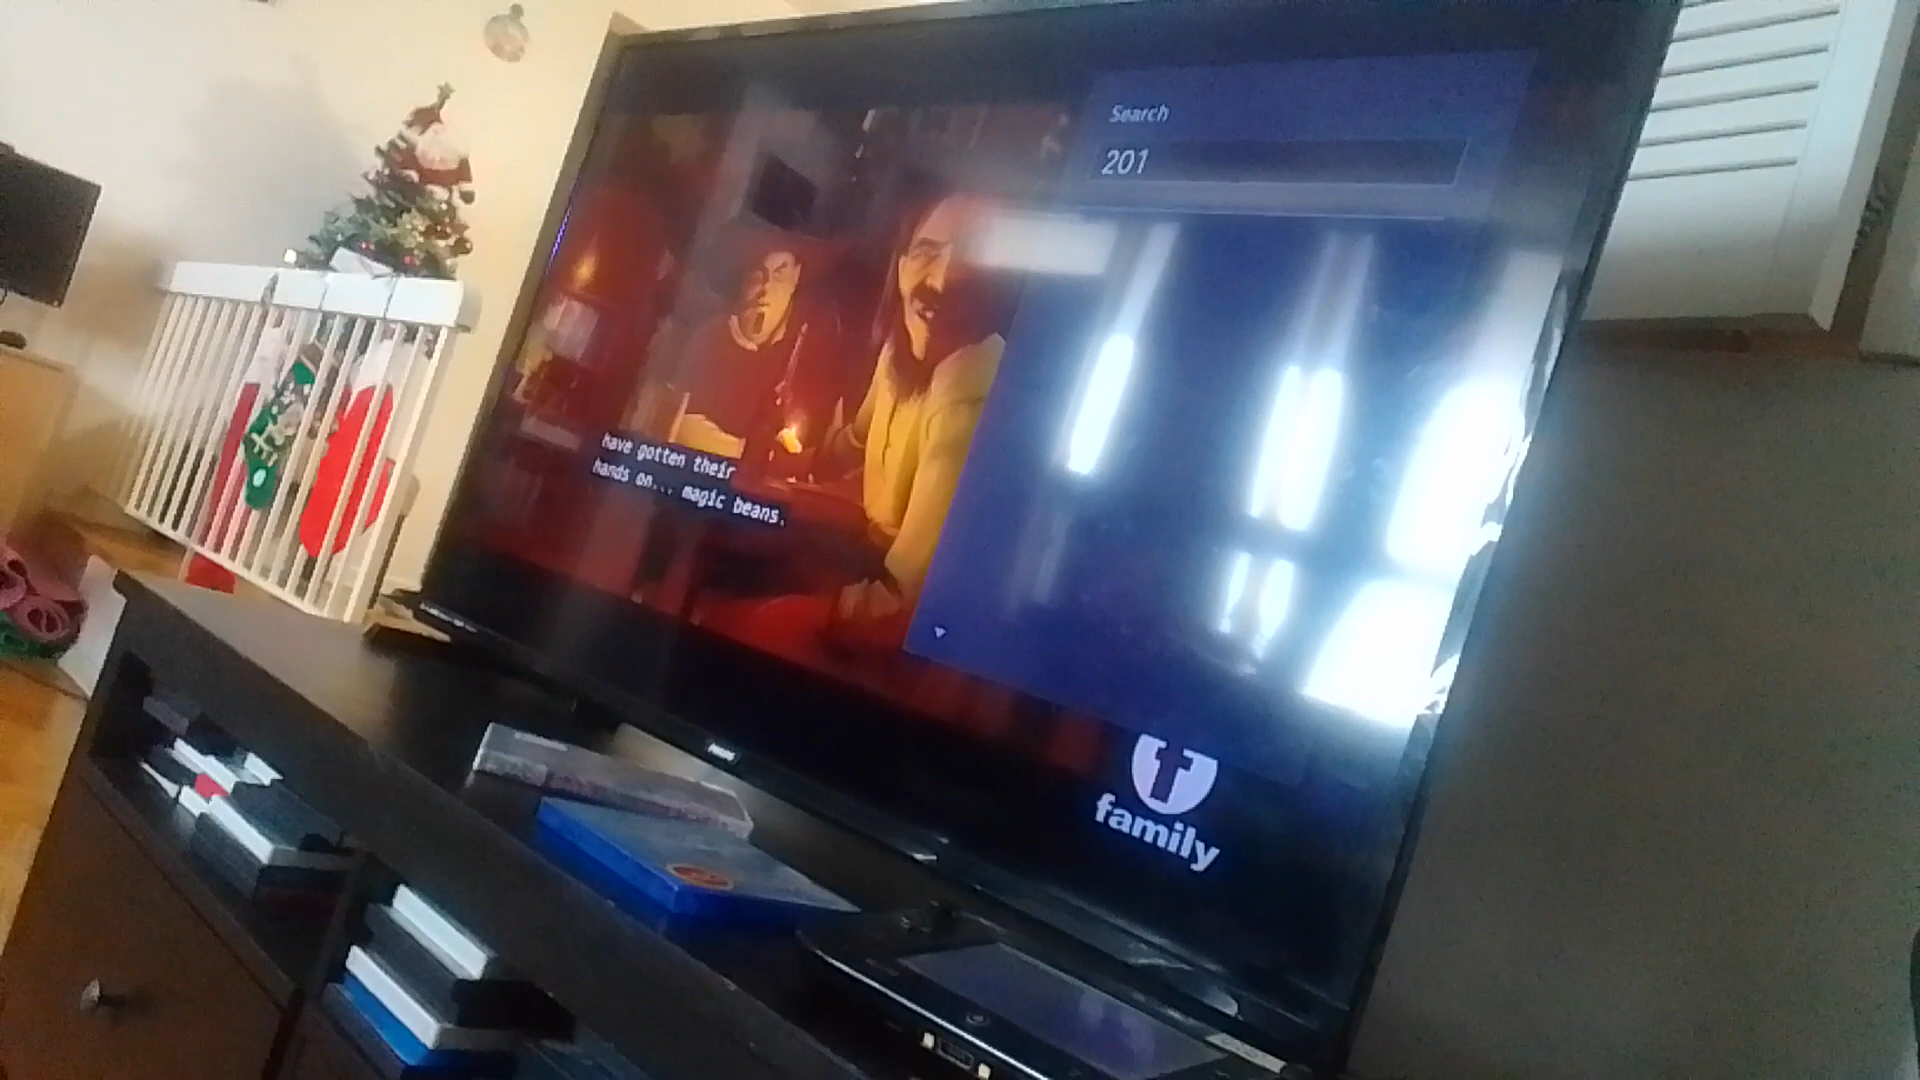 Search
201
have gotten their
hands on... magic beans.
f
family